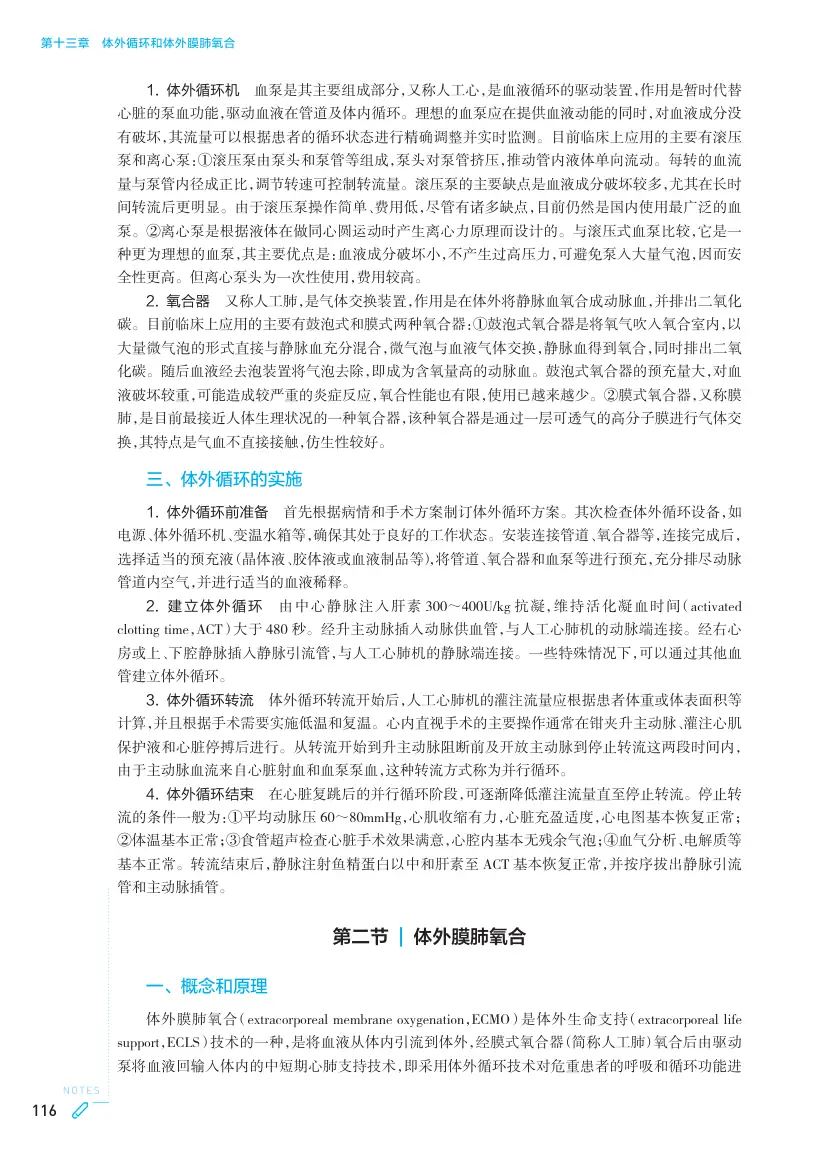 第十三章 体外循环和体外膜肺氧合
1. 体外循环机 血泵是其主要组成部分,又称人工心,是血液循环的驱动装置,作用是暂时代替
心脏的泵血功能,驱动血液在管道及体内循环。理想的血泵应在提供血液动能的同时,对血液成分没
有破坏,其流量可以根据患者的循环状态进行精确调整并实时监测。目前临床上应用的主要有滚压
泵和离心泵:①滚压泵由泵头和泵管等组成,泵头对泵管挤压,推动管内液体单向流动。每转的血流
量与泵管内径成正比,调节转速可控制转流量。滚压泵的主要缺点是血液成分破坏较多,尤其在长时
间转流后更明显。由于滚压泵操作简单、费用低,尽管有诸多缺点,目前仍然是国内使用最广泛的血
泵。②离心泵是根据液体在做同心圆运动时产生离心力原理而设计的。与滚压式血泵比较,它是一
种更为理想的血泵,其主要优点是:血液成分破坏小,不产生过高压力,可避免泵入大量气泡,因而安
全性更高。但离心泵头为一次性使用,费用较高。
2. 氧合器 又称人工肺,是气体交换装置,作用是在体外将静脉血氧合成动脉血,并排出二氧化
碳。目前临床上应用的主要有鼓泡式和膜式两种氧合器:①鼓泡式氧合器是将氧气吹入氧合室内,以
大量微气泡的形式直接与静脉血充分混合,微气泡与血液气体交换,静脉血得到氧合,同时排出二氧
化碳。随后血液经去泡装置将气泡去除,即成为含氧量高的动脉血。鼓泡式氧合器的预充量大,对血
液破坏较重,可能造成较严重的炎症反应,氧合性能也有限,使用已越来越少。②膜式氧合器,又称膜
肺,是目前最接近人体生理状况的一种氧合器,该种氧合器是通过一层可透气的高分子膜进行气体交
换,其特点是气血不直接接触,仿生性较好。
三、体外循环的实施
1. 体外循环前准备 首先根据病情和手术方案制订体外循环方案。其次检查体外循环设备,如
电源、体外循环机、变温水箱等,确保其处于良好的工作状态。安装连接管道、氧合器等,连接完成后,
选择适当的预充液(晶体液、胶体液或血液制品等),将管道、氧合器和血泵等进行预充,充分排尽动脉
管道内空气,并进行适当的血液稀释。
2. 建立体外循环 由中心静脉注入肝素 300～400U/kg 抗凝,维持活化凝血时间(activated
clotting time,ACT)大于 480 秒。经升主动脉插入动脉供血管,与人工心肺机的动脉端连接。经右心
房或上、下腔静脉插入静脉引流管,与人工心肺机的静脉端连接。一些特殊情况下,可以通过其他血
管建立体外循环。
3. 体外循环转流 体外循环转流开始后,人工心肺机的灌注流量应根据患者体重或体表面积等
计算,并且根据手术需要实施低温和复温。心内直视手术的主要操作通常在钳夹升主动脉、灌注心肌
保护液和心脏停搏后进行。从转流开始到升主动脉阻断前及开放主动脉到停止转流这两段时间内,
由于主动脉血流来自心脏射血和血泵泵血,这种转流方式称为并行循环。
4. 体外循环结束 在心脏复跳后的并行循环阶段,可逐渐降低灌注流量直至停止转流。停止转
流的条件一般为:①平均动脉压 60～80mmHg,心肌收缩有力,心脏充盈适度,心电图基本恢复正常;
②体温基本正常;③食管超声检查心脏手术效果满意,心腔内基本无残余气泡;④血气分析、电解质等
基本正常。转流结束后,静脉注射鱼精蛋白以中和肝素至 ACT 基本恢复正常,并按序拔出静脉引流
管和主动脉插管。
第二节 | 体外膜肺氧合
一、概念和原理
体外膜肺氧合(extracorporeal membrane oxygenation,ECMO)是体外生命支持(extracorporeal life
support,ECLS)技术的一种,是将血液从体内引流到体外,经膜式氧合器(简称人工肺)氧合后由驱动
泵将血液回输入体内的中短期心肺支持技术,即采用体外循环技术对危重患者的呼吸和循环功能进
NOTES
116